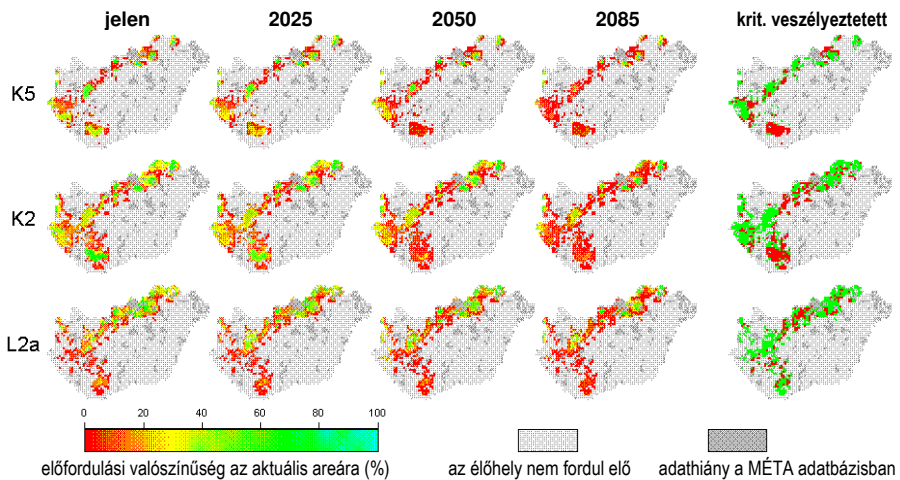 jelen 2025 2050 2085 krit. veszélyeztetett
K5
K2
L2a
0 20 40 60 80 100
előfordulási valószínűség az aktuális areára (%)
az élőhely nem fordul elő
adathiány a MÉTA adatbázisban